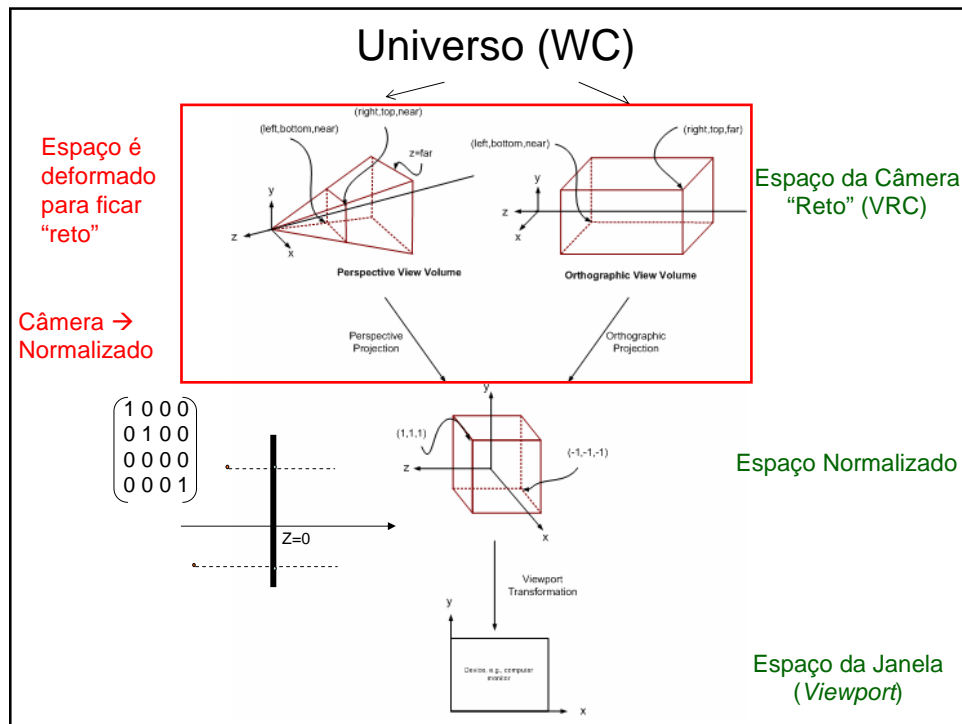 Universo (WC)
(right,top,near)
(left,bottom,near)
z=far
y
z
x
Perspective View Volume
(right,top,far)
(left,bottom,near)
y
z
x
Orthographic View Volume
Espaço é
deformado
para ficar
“reto”
Espaço da Câmera
“Reto” (VRC)
Câmera →
Normalizado
Perspective
Projection
Orthographic
Projection
1 0 0 0
0 1 0 0
0 0 0 0
0 0 0 1
Z=0
y
(1,1,1)
(-1,-1,-1)
z
x
Espaço Normalizado
Viewport
Transformation
y
Device, e.g., computer
monitor
x
Espaço da Janela
(Viewport)